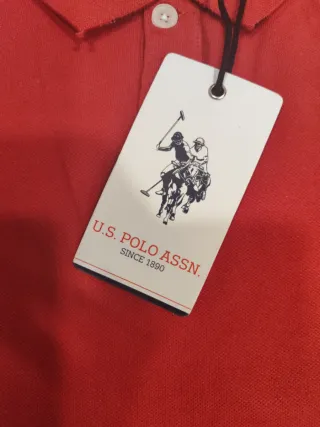 U.S. POLO ASSN.
SINCE 1890